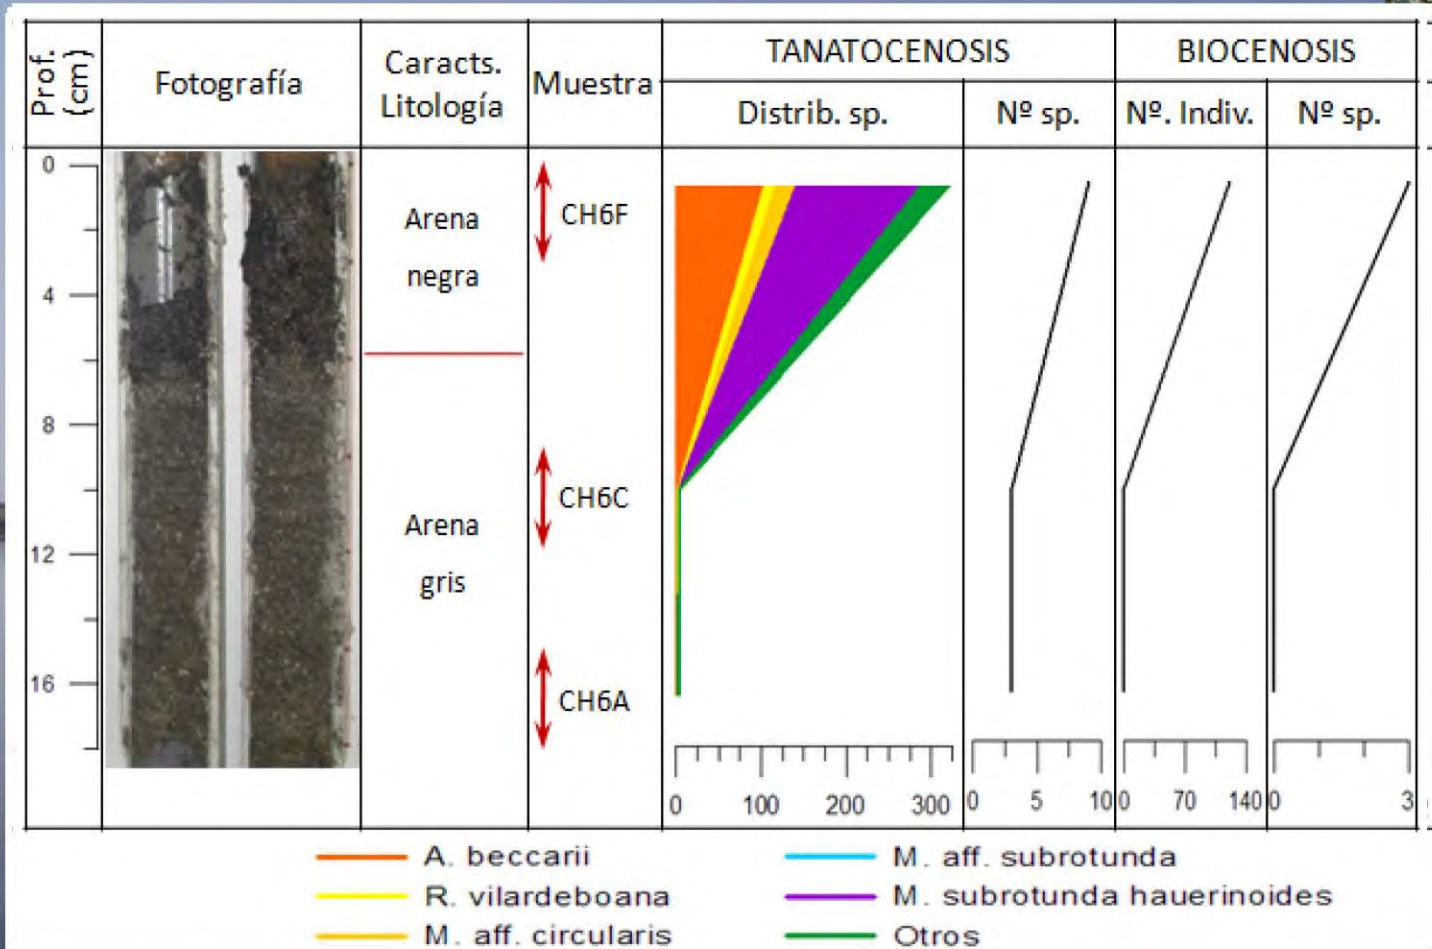 Prof.
(cm)
Fotografía
Caracts.
Litología
Muestra
TANATOCENOSIS
BIOCENOSIS
Distrib. sp.
Nº sp.
Nº. Indiv.
Nº sp.
0
4
8
12
16
Arena
negra
Arena
gris
CH6F
CH6C
CH6A
0 100 200 300
0 5 10
0 70 140
0 3
A. beccarii
R. vilardeboana
M. aff. circularis
M. aff. subrotunda
M. subrotunda hauerinoides
Otros